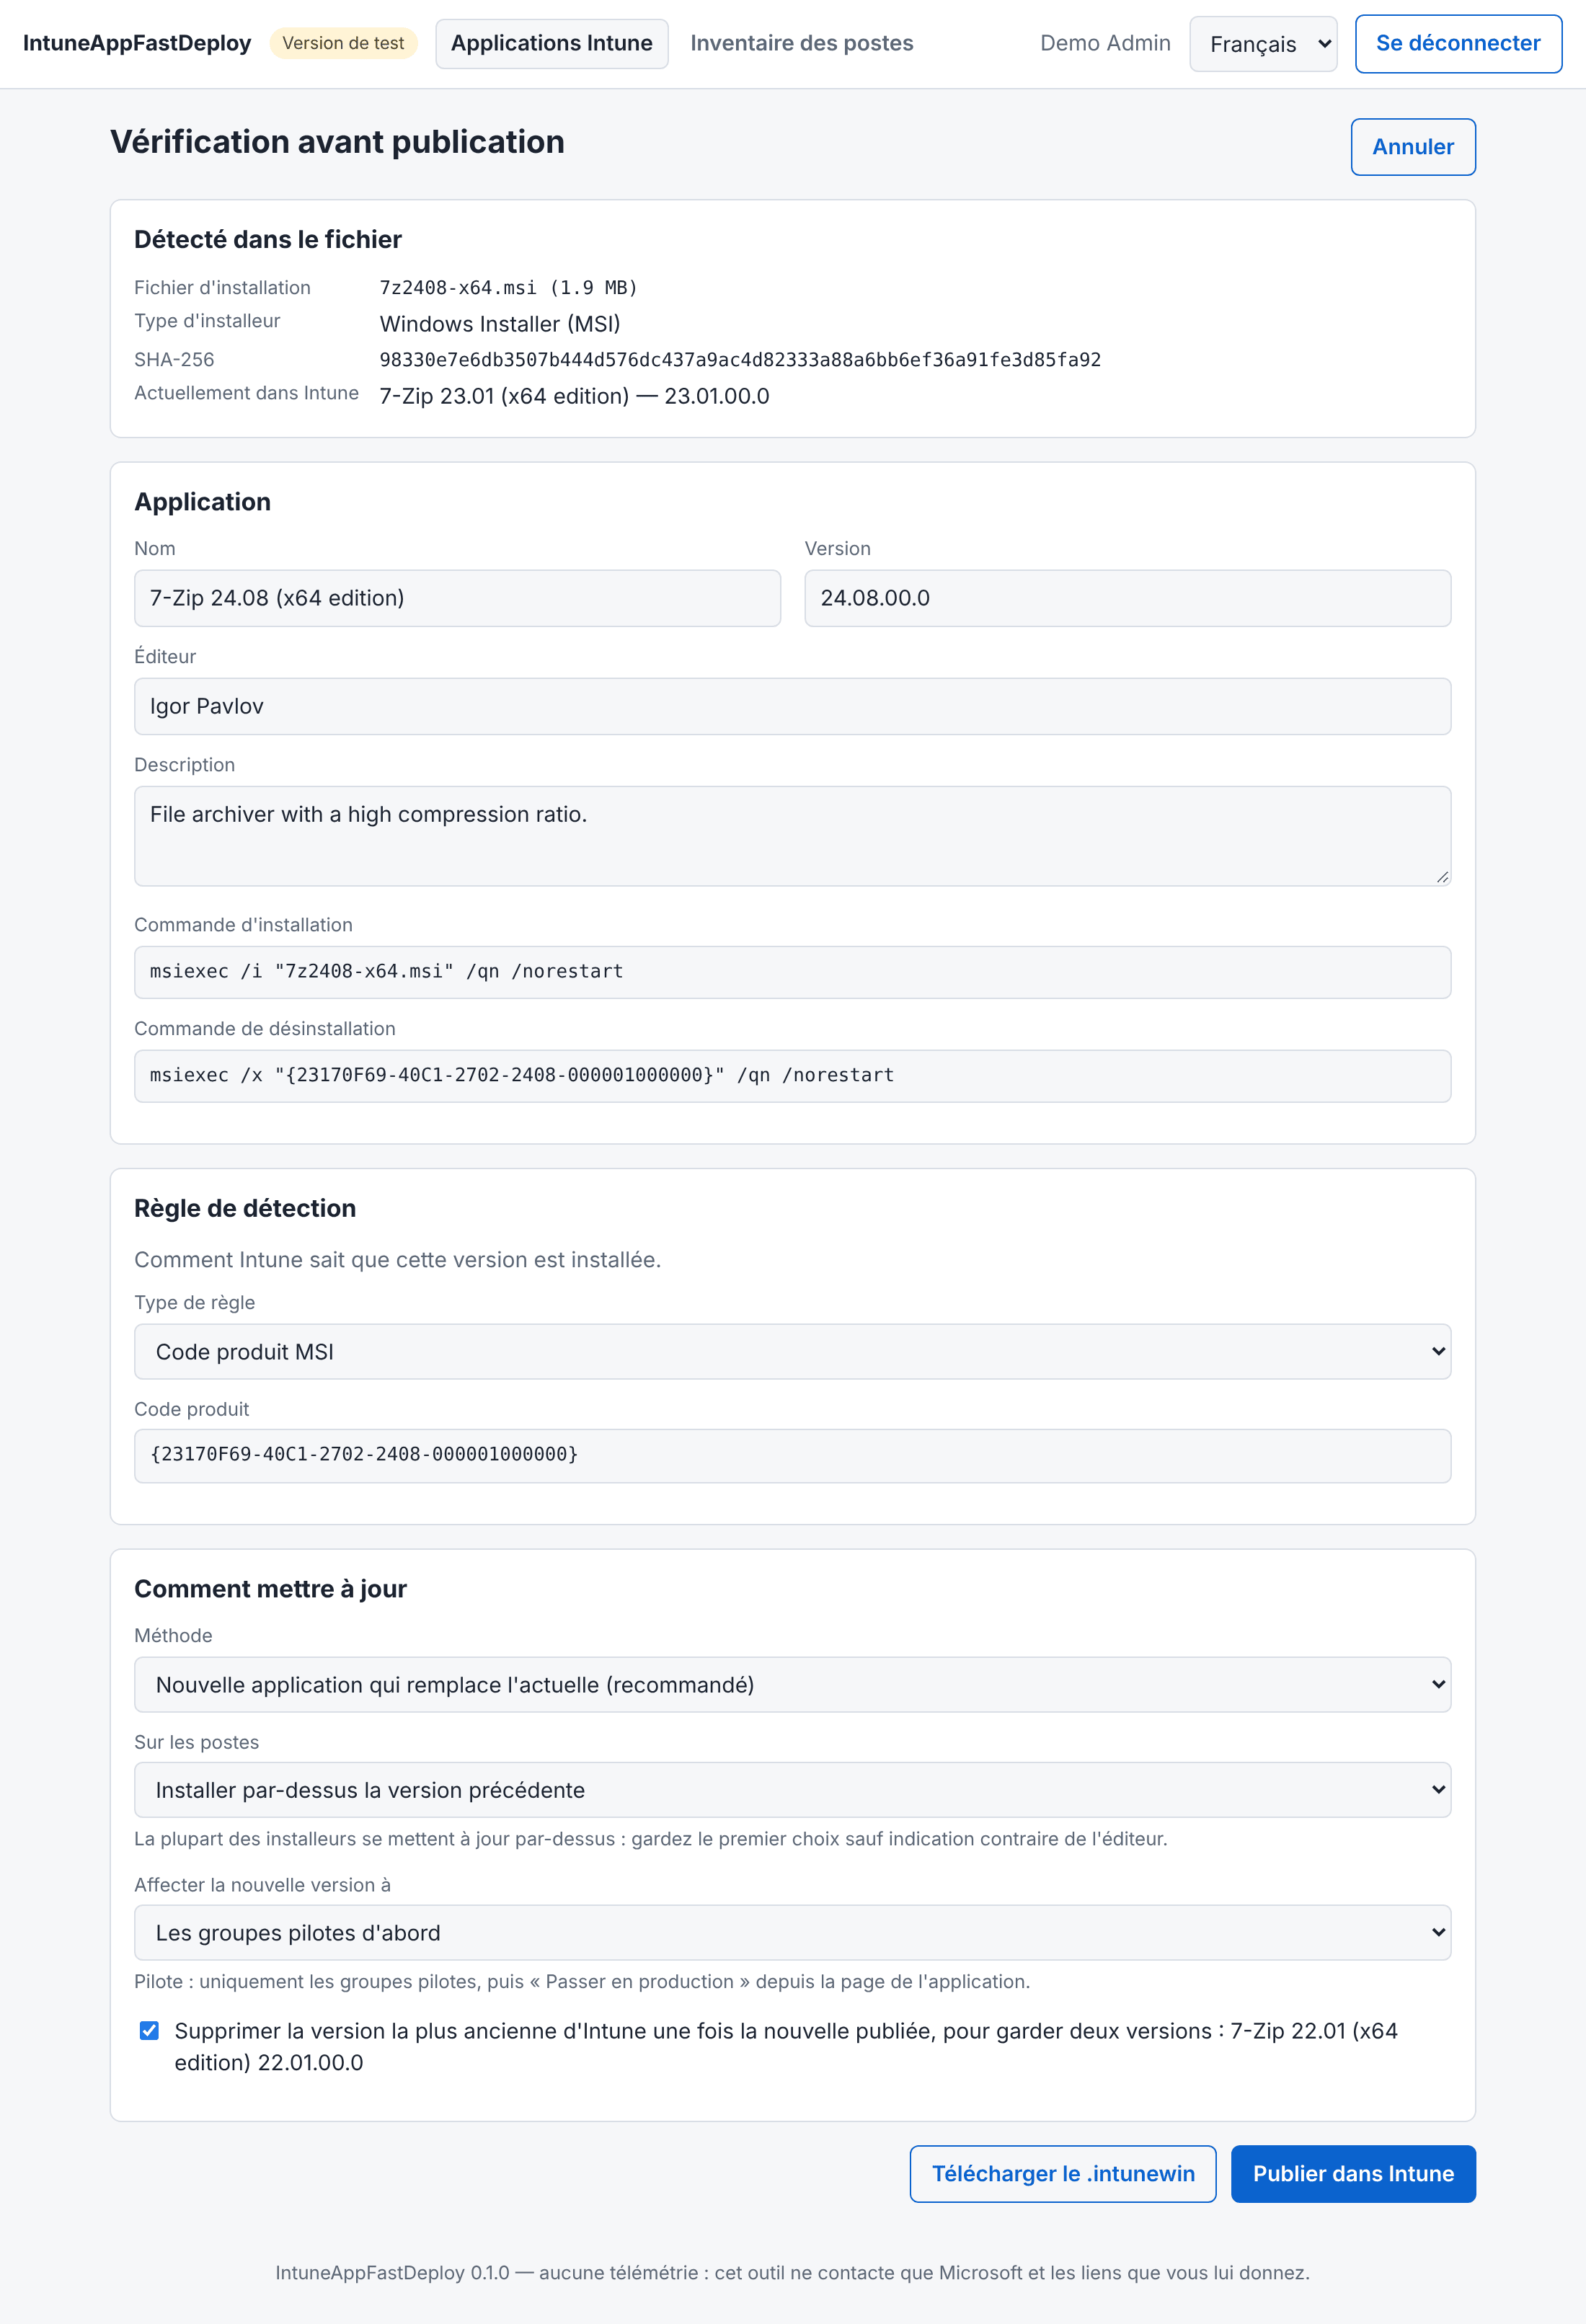 IntuneAppFastDeploy
Version de test
Applications Intune
Inventaire des postes
Demo Admin
Français
Se déconnecter
Vérification avant publication
Annuler
Détecté dans le fichier
Fichier d'installation 7z2408-x64.msi (1.9 MB)
Type d'installeur Windows Installer (MSI)
SHA-256 98330e7e6db3507b444d576dc437a9ac4d82333a88a6bb6ef36a91fe3d85fa92
Actuellement dans Intune 7-Zip 23.01 (x64 edition) — 23.01.00.0
Application
Nom
7-Zip 24.08 (x64 edition)
Version
24.08.00.0
Éditeur
Igor Pavlov
Description
File archiver with a high compression ratio.
Commande d'installation
msiexec /i "7z2408-x64.msi" /qn /norestart
Commande de désinstallation
msiexec /x "{23170F69-40C1-2702-2408-000001000000}" /qn /norestart
Règle de détection
Comment Intune sait que cette version est installée.
Type de règle
Code produit MSI
Code produit
{23170F69-40C1-2702-2408-000001000000}
Comment mettre à jour
Méthode
Nouvelle application qui remplace l'actuelle (recommandé)
Sur les postes
Installer par-dessus la version précédente
La plupart des installeurs se mettent à jour par-dessus : gardez le premier choix sauf indication contraire de l'éditeur.
Affecter la nouvelle version à
Les groupes pilotes d'abord
Pilote : uniquement les groupes pilotes, puis « Passer en production » depuis la page de l'application.
Supprimer la version la plus ancienne d'Intune une fois la nouvelle publiée, pour garder deux versions : 7-Zip 22.01 (x64
edition) 22.01.00.0
Télécharger le .intunewin
Publier dans Intune
IntuneAppFastDeploy 0.1.0 — aucune télémétrie : cet outil ne contacte que Microsoft et les liens que vous lui donnez.